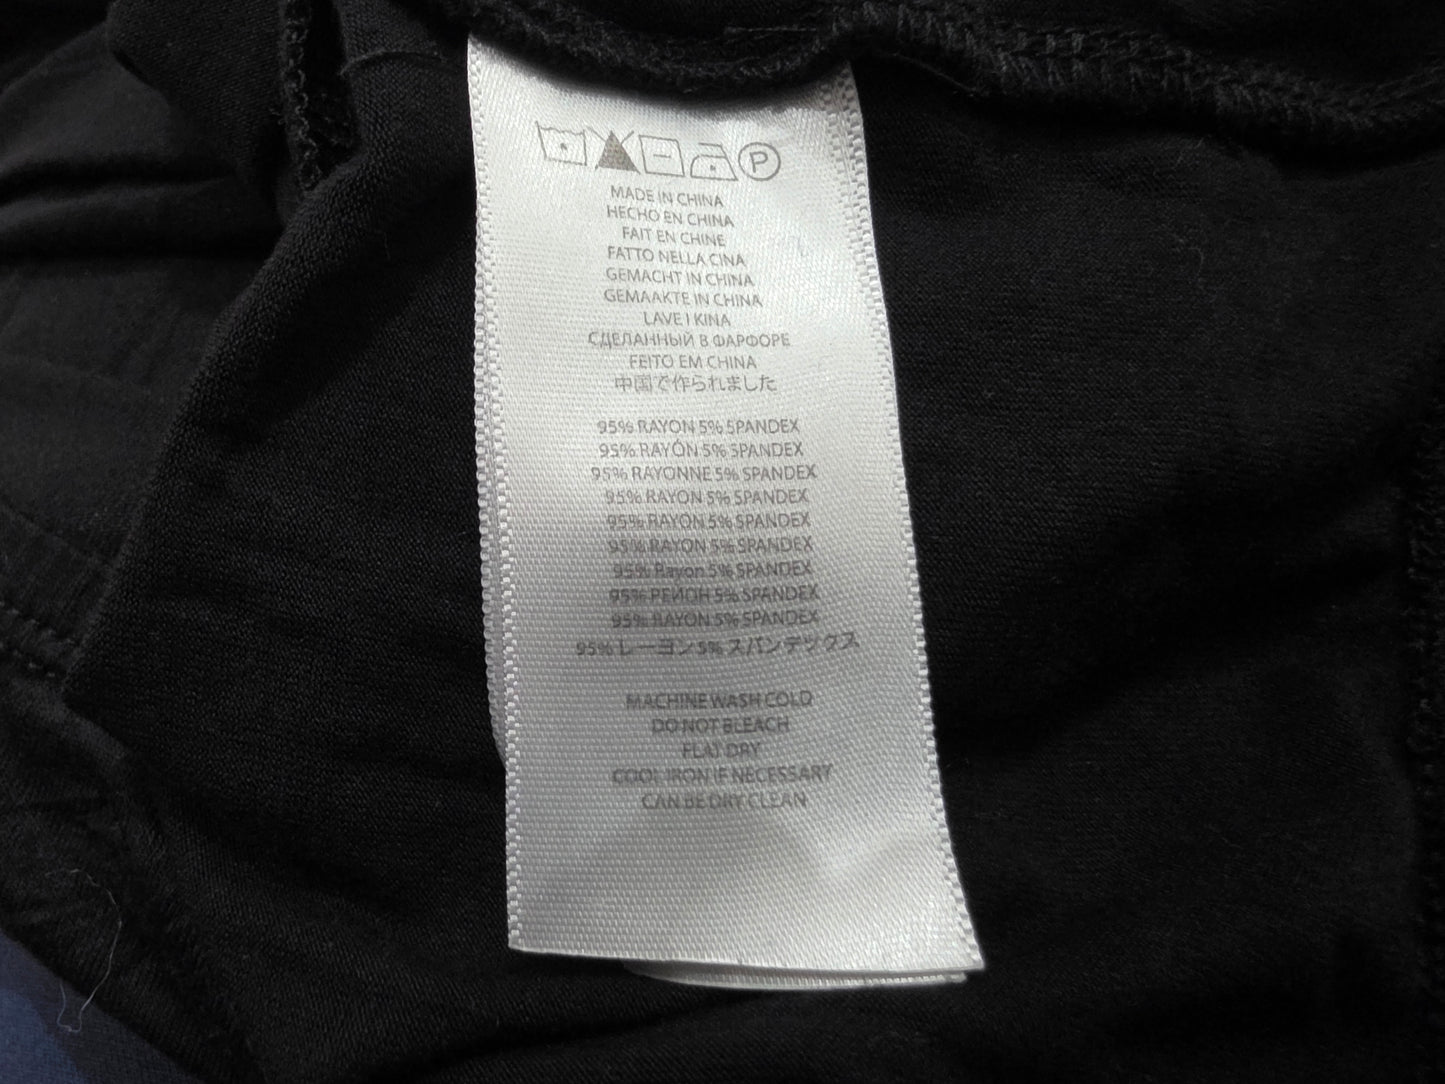 P
MADE IN CHINA
HECHO EN CHINA
FAIT EN CHINE
FATTO NELLA CINA
GEMACHT IN CHINA
GEMAAKTE IN CHINA
LAVE I KINA
СДЕЛАННЫЙ В ФАРФОРЕ
FEITO EM CHINA
中国で作られました
95% RAYON 5% SPANDEX
95% RAYÓN 5% SPANDEX
95% RAYONNE 5% SPANDEX
95% RAYON 5% SPANDEX
95% RAYON 5% SPANDEX
95% RAYON 5% SPANDEX
95% Rayon 5% SPANDEX
95% РЕЙОН 5% SPANDEX
95% RAYON 5% SPANDEX
95% レーヨン 5% スパンデックス
MACHINE WASH COLD
DO NOT BLEACH
FLAT DRY
COOL IRON IF NECESSARY
CAN BE DRY CLEAN